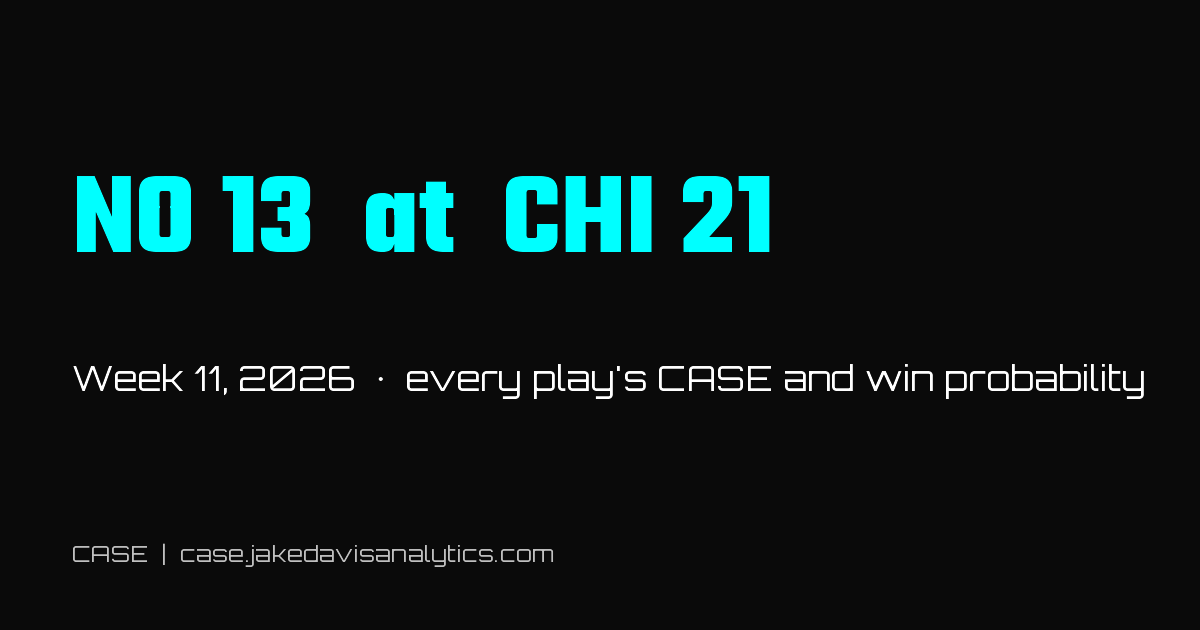 NO 13 at CHI 21
Week 11, 2026 · every play's CASE and win probability
CASE | case.jakedavisanalytics.com